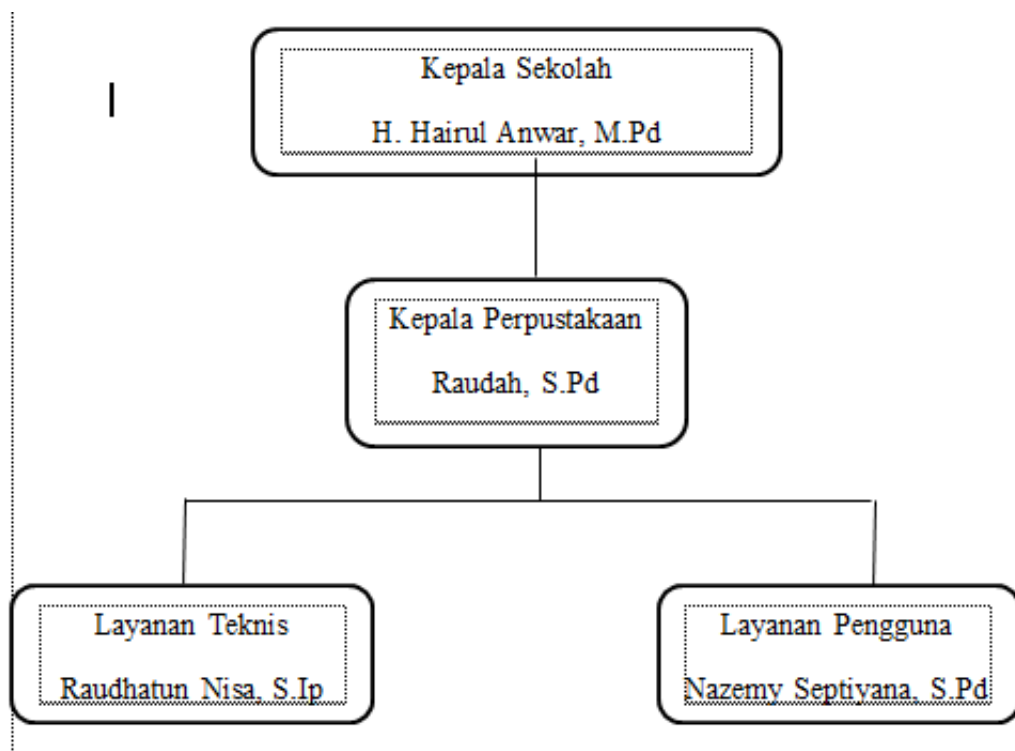 Kepala Sekolah
H. Hairul Anwar, M.Pd
Kepala Perpustakaan
Raudah, S.Pd
Layanan Teknis
Raudhatun Nisa, S.Ip
Layanan Pengguna
Nazemy Septiyana, S.Pd